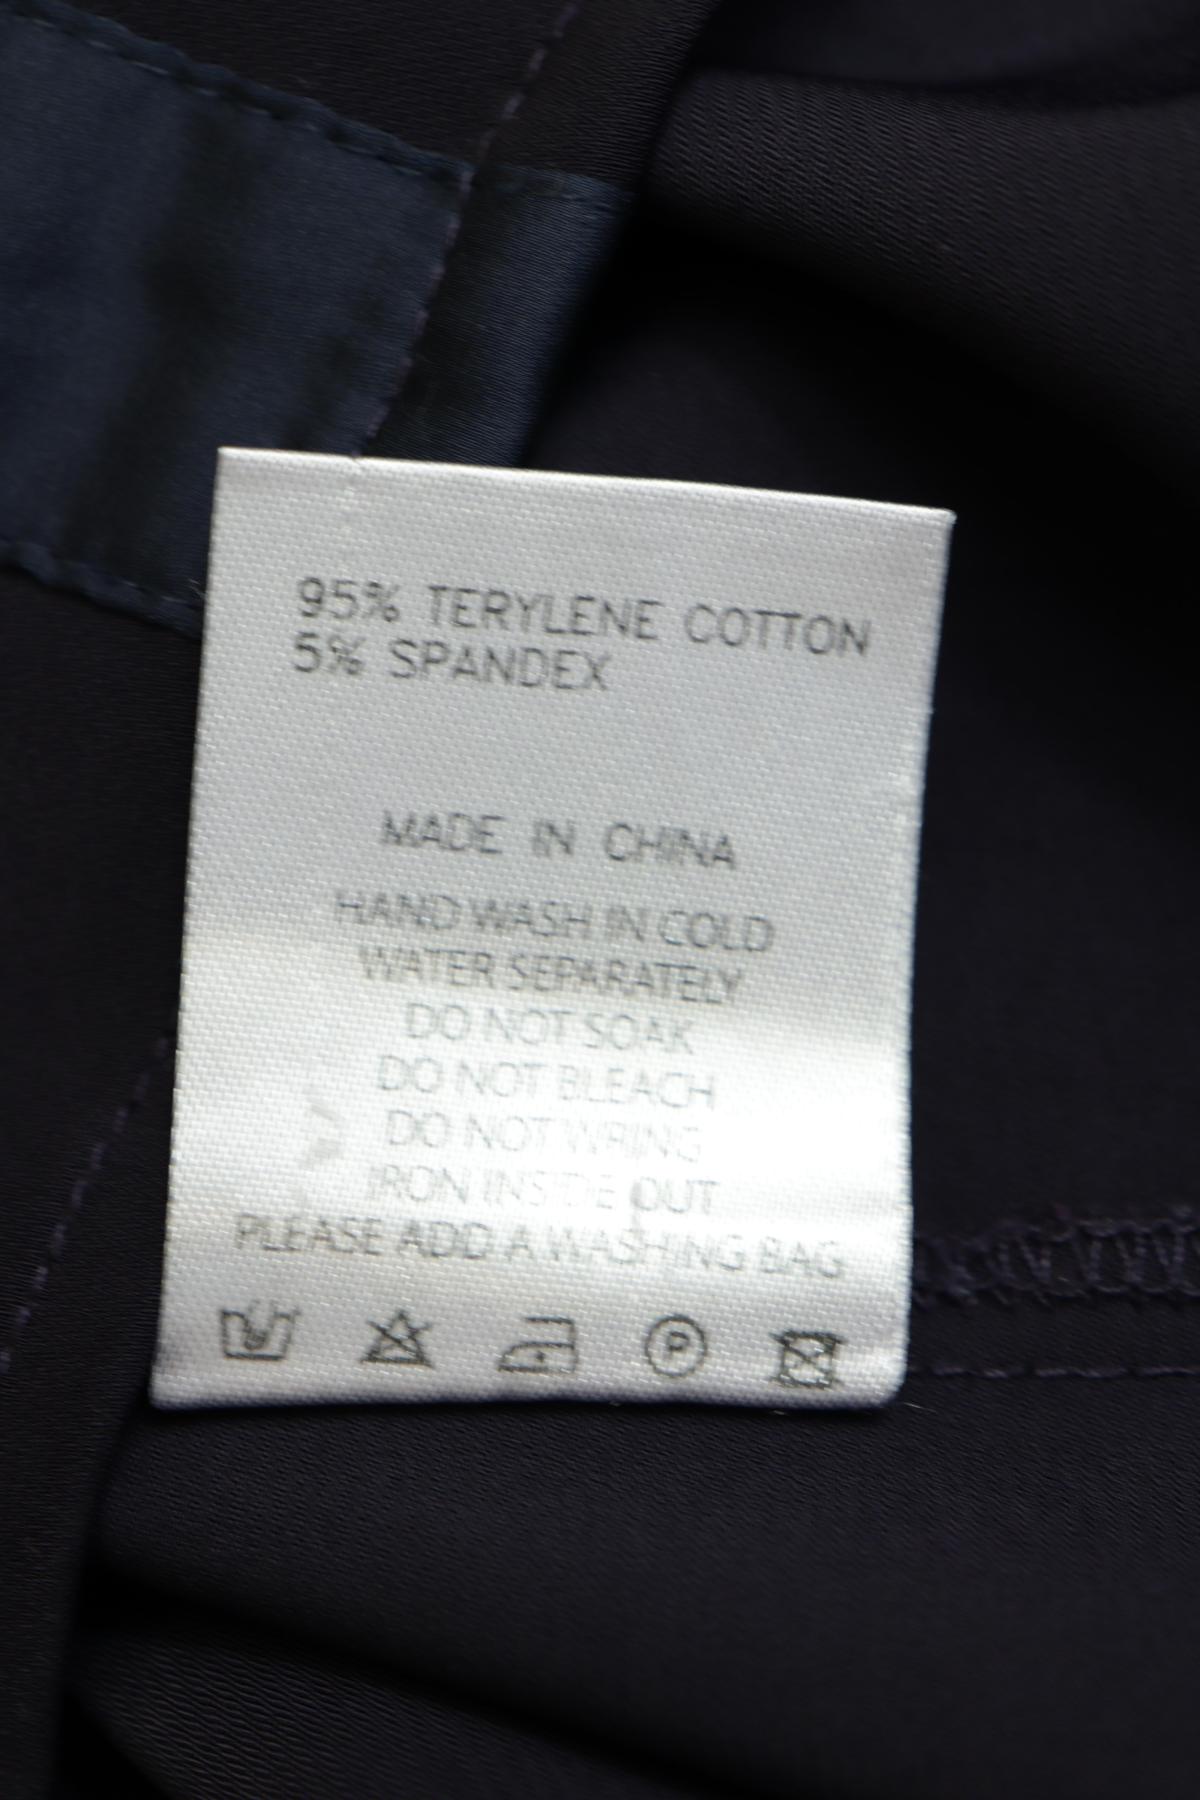 95% TERYLENE COTTON
5% SPANDEX
MADE IN CHINA
HAND WASH IN COLD
WATER SEPARATELY
DO NOT SOAK
DO NOT BLEACH
DO NOT WRING
IRON INSIDE OUT
PLEASE ADD A WASHING BAG
P